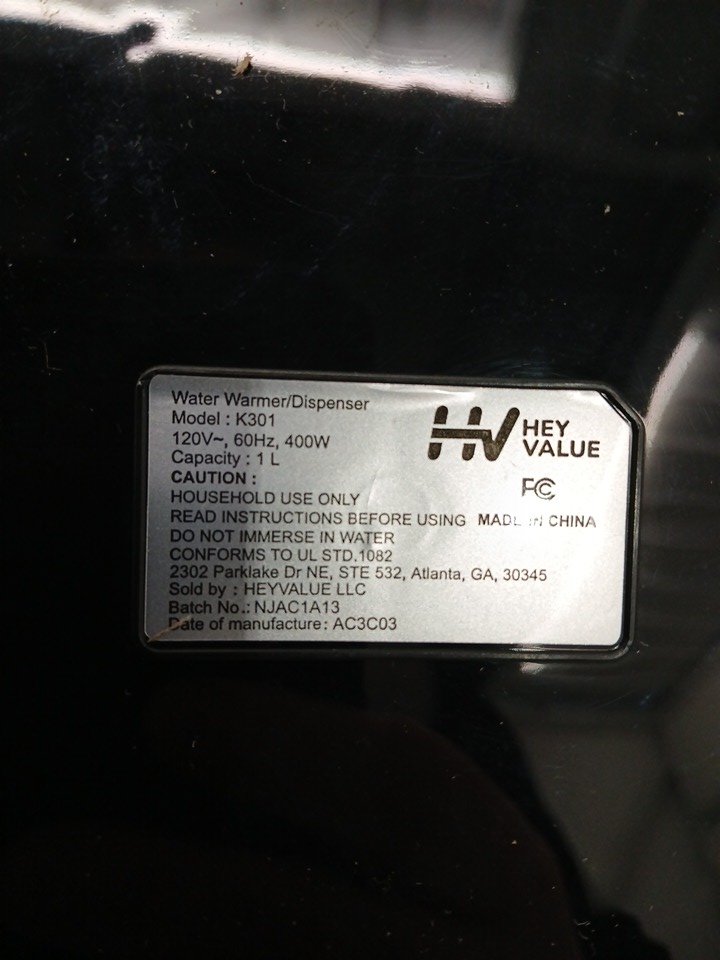 Water Warmer/Dispenser
Model : K301
120V~, 60Hz, 400W
Capacity : 1 L
CAUTION :
HOUSEHOLD USE ONLY
READ INSTRUCTIONS BEFORE USING
DO NOT IMMERSE IN WATER
CONFORMS TO UL STD.1082
2302 Parklake Dr NE, STE 532, Atlanta, GA, 30345
Sold by : HEYVALUE LLC
Batch No.: NJAC1A13
Date of manufacture: AC3C03
HV HEY
VALUE
FC
MADE IN CHINA